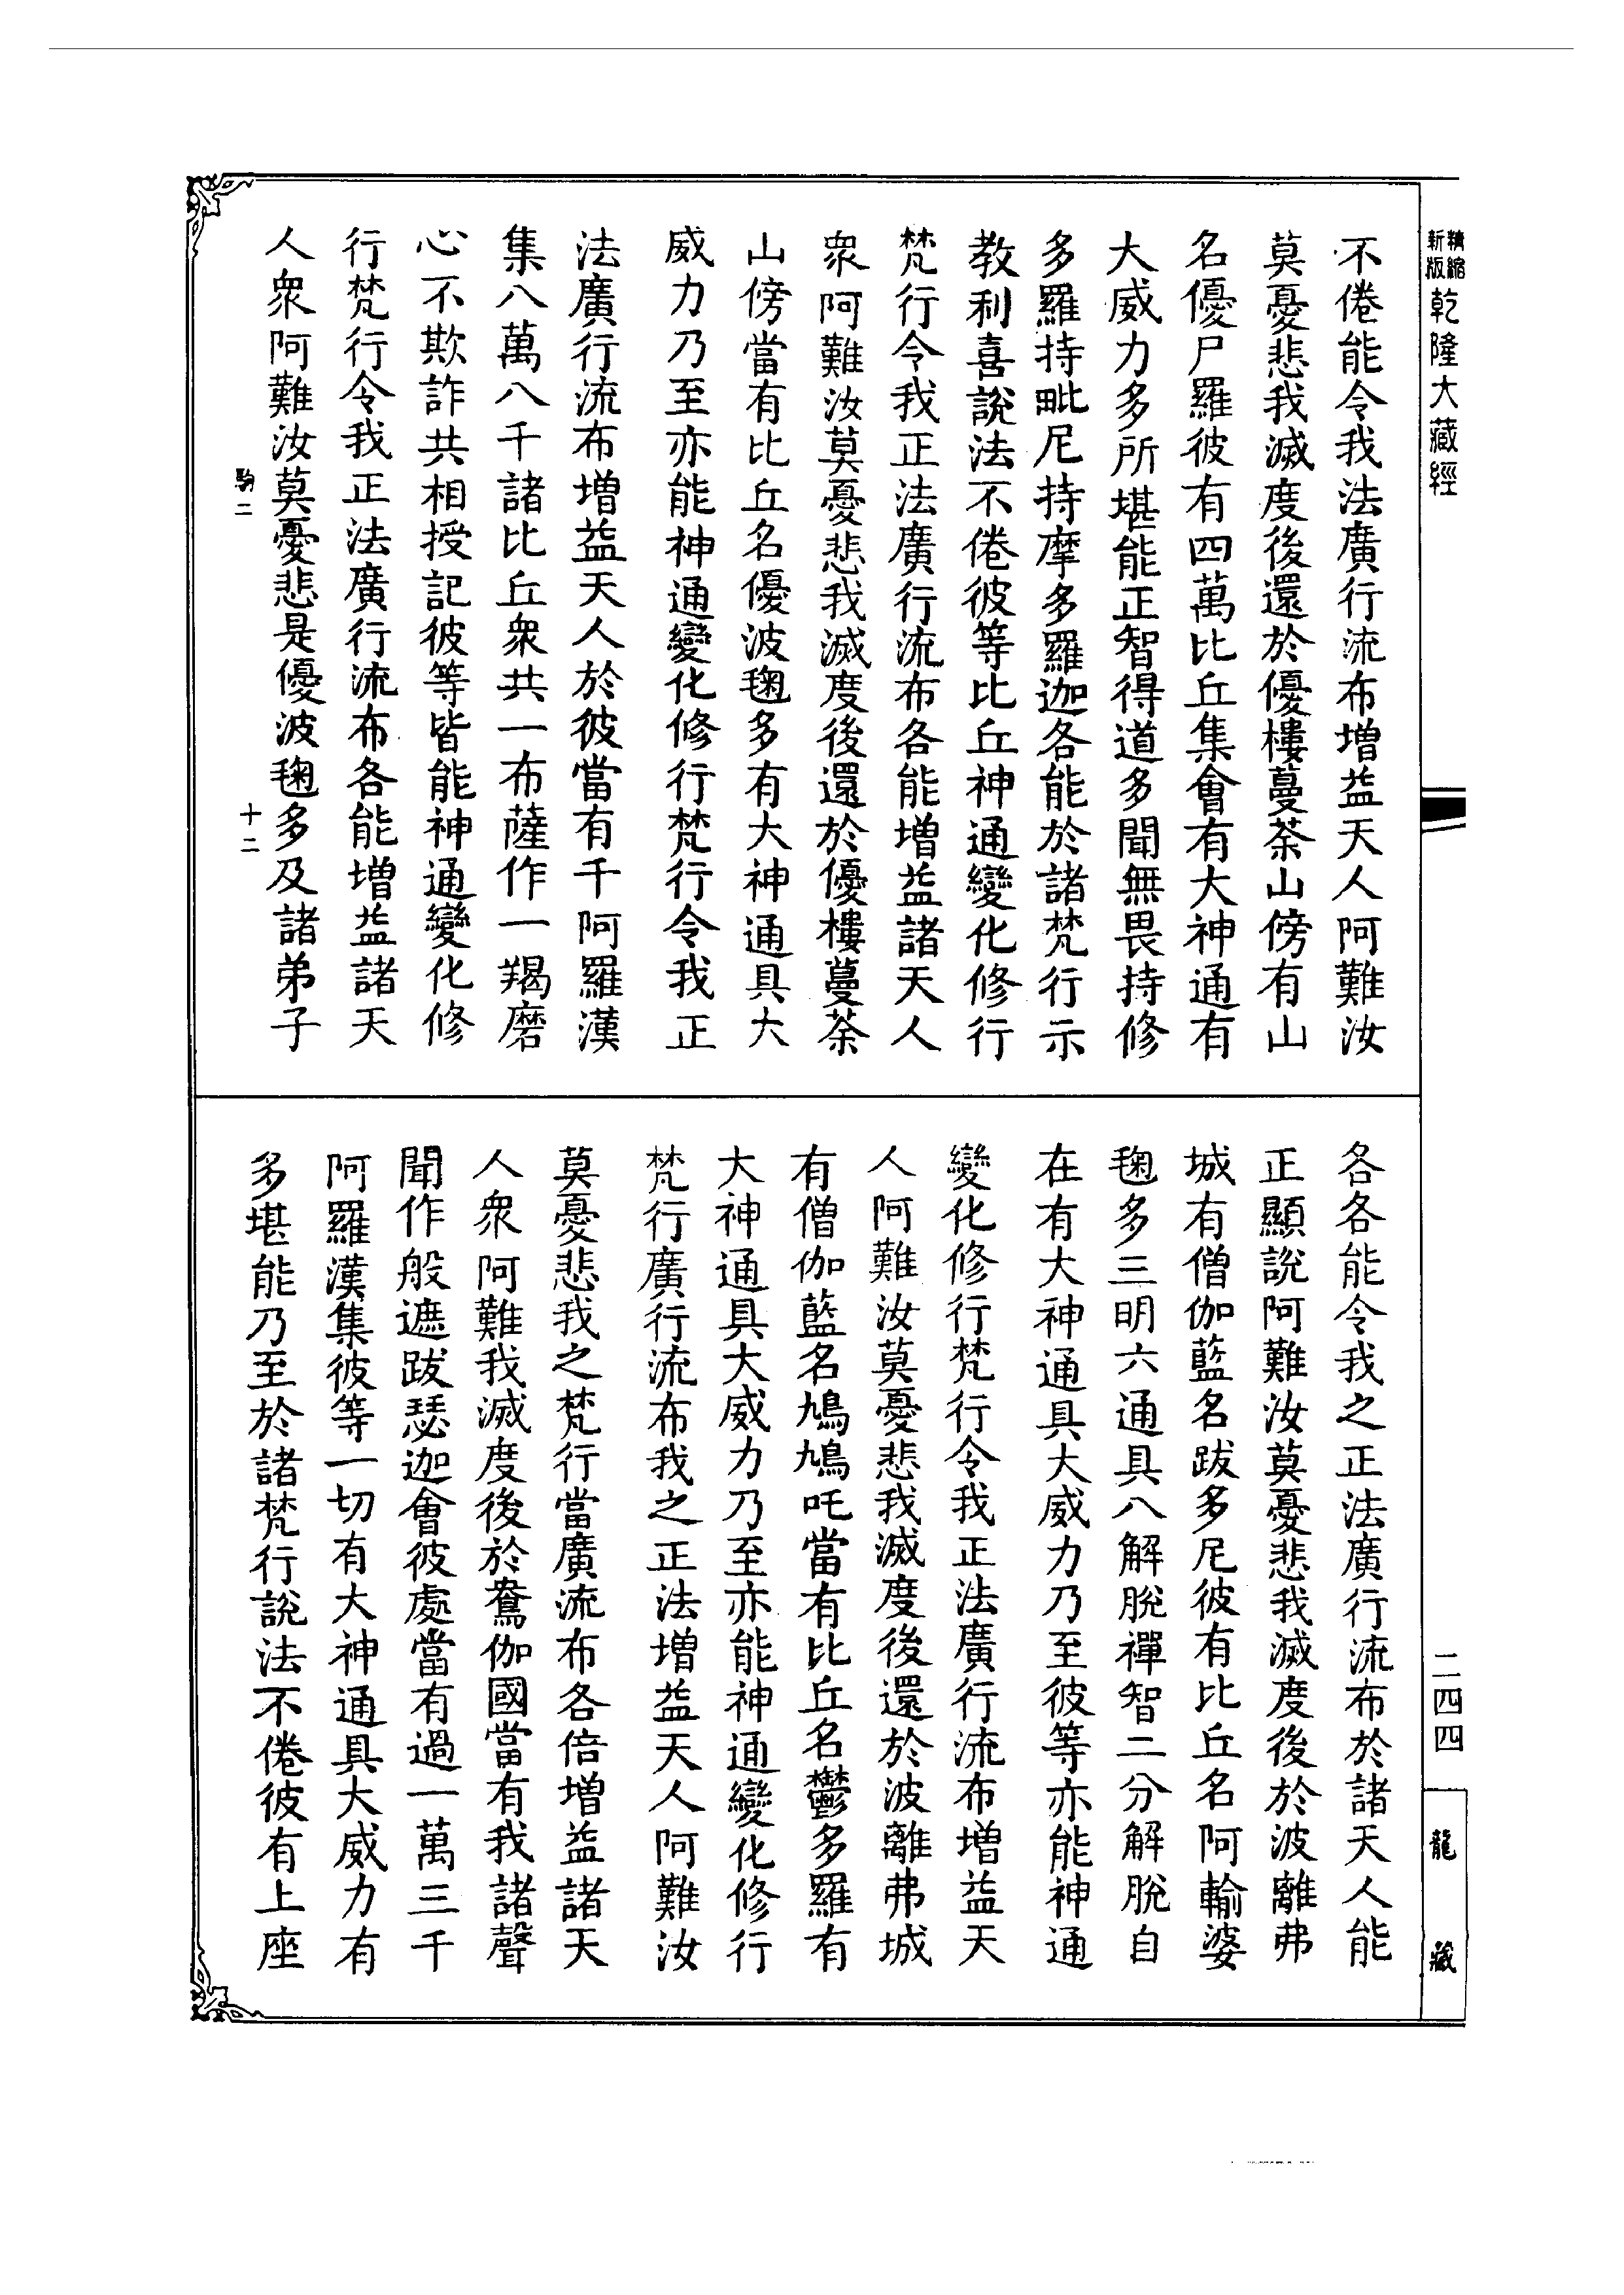 精縮新版乾隆大藏經
不倦能令我法廣行流布增益天人阿難汝
莫憂悲我滅度後還於優樓蔓荼山傍有山
名優尸羅彼有四萬比丘集會有大神通有
大威力多所堪能正智得道多聞無畏持修
多羅持毗尼持摩多羅迦各能於諸梵行示
教利喜說法不倦彼等比丘神通變化修行
梵行令我正法廣行流布各能增益諸天人
衆阿難汝莫憂悲我滅度後還於優樓蔓荼
山傍當有比丘名優波毱多有大神通具大
威力乃至亦能神通變化修行梵行令我正
法廣行流布增益天人於彼當有千阿羅漢
集八萬八千諸比丘衆共一布薩作一羯磨
心不欺詐共相授記彼等皆能神通變化修
行梵行令我正法廣行流布各能增益諸天
人衆阿難汝莫憂悲是優波毱多及諸弟子
駒二 十二
各各能令我之正法廣行流布於諸天人能
正顯說阿難汝莫憂悲我滅度後於波離弗
城有僧伽藍名跋多尼彼有比丘名阿輸婆
毱多三明六通具八解脫禪智二分解脫自
在有大神通具大威力乃至彼等亦能神通
變化修行梵行令我正法廣行流布增益天
人阿難汝莫憂悲我滅度後還於波離弗城
有僧伽藍名鳩鳩吒當有比丘名鬱多羅有
大神通具大威力乃至亦能神通變化修行
梵行廣行流布我之正法增益天人阿難汝
莫憂悲我之梵行當廣流布各倍增益諸天
人衆阿難我滅度後於鴦伽國當有我諸聲
聞作般遮跋瑟迦會彼處當有過一萬三千
阿羅漢集彼等一切有大神通具大威力有
多堪能乃至於諸梵行說法不倦彼有上座
二四四
龍藏